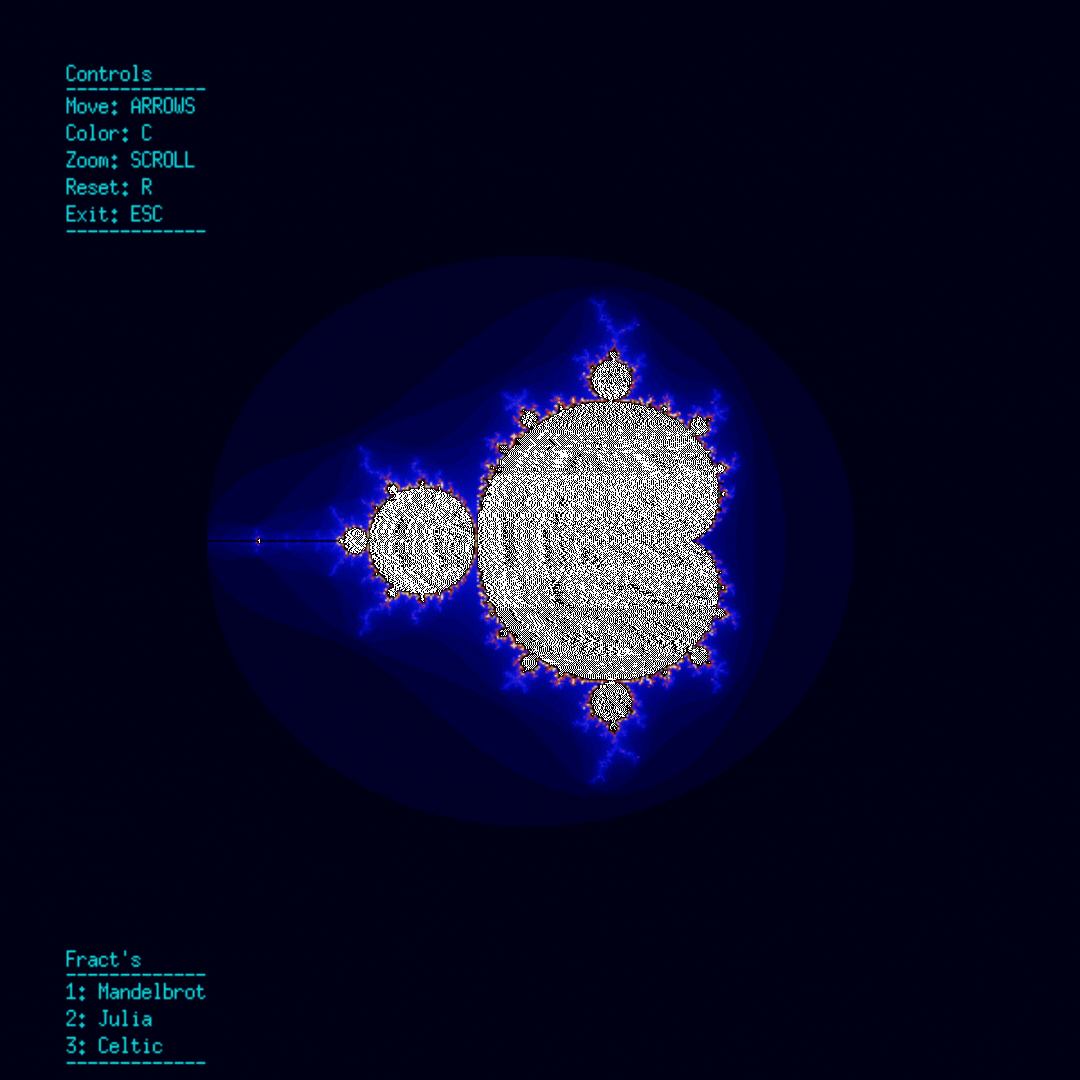 Controls
-------------
Move: ARROWS
Color: C
Zoom: SCROLL
Reset: R
Exit: ESC
-------------
Fract's
-------------
1: Mandelbrot
2: Julia
3: Celtic
-------------